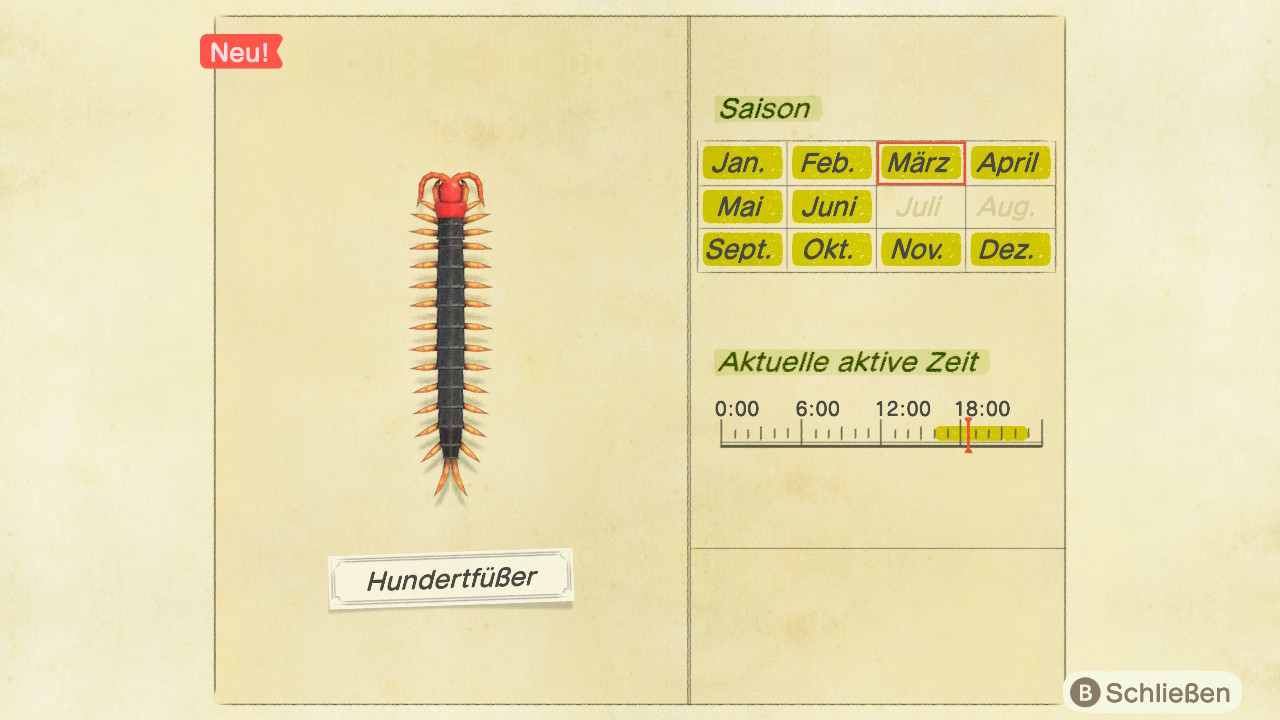 Neu!
Saison
Jan. Feb. März April
Mai Juni Juli Aug.
Sept. Okt. Nov. Dez.
Aktuelle aktive Zeit
0:00 6:00 12:00 18:00
Hundertfüßer
B Schließen